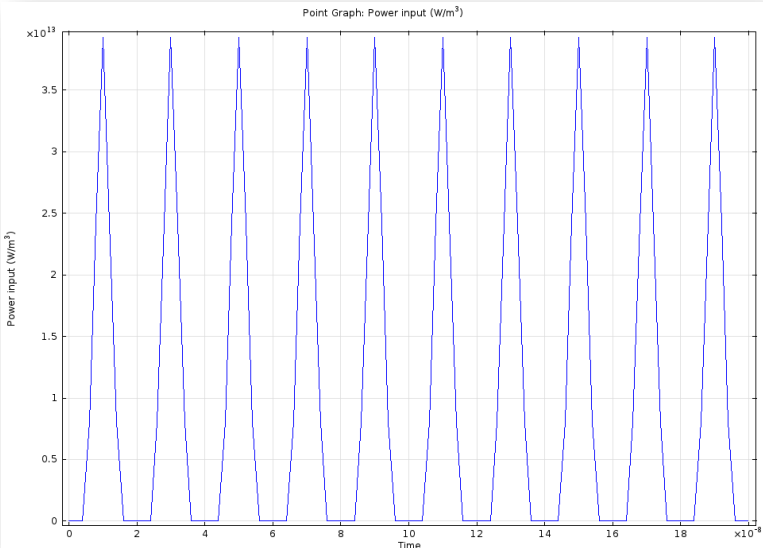 Point Graph: Power input (W/m³)
×10¹³
3.5
3
2.5
2
1.5
1
0.5
0
Power input (W/m³)
0 2 4 6 8 10 12 14 16 18 ×10⁻⁸
Time